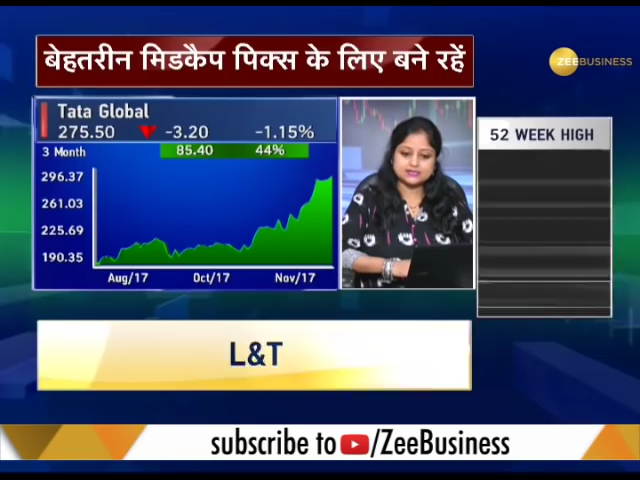 बेहतरीन मिडकैप पिक्स के लिए बने रहें
ZEEBUSINESS
Tata Global
275.50 -3.20 -1.15%
3 Month 85.40 44%
296.37
261.03
225.69
190.35
Aug/17 Oct/17 Nov/17
52 WEEK HIGH
L&T
subscribe to /ZeeBusiness